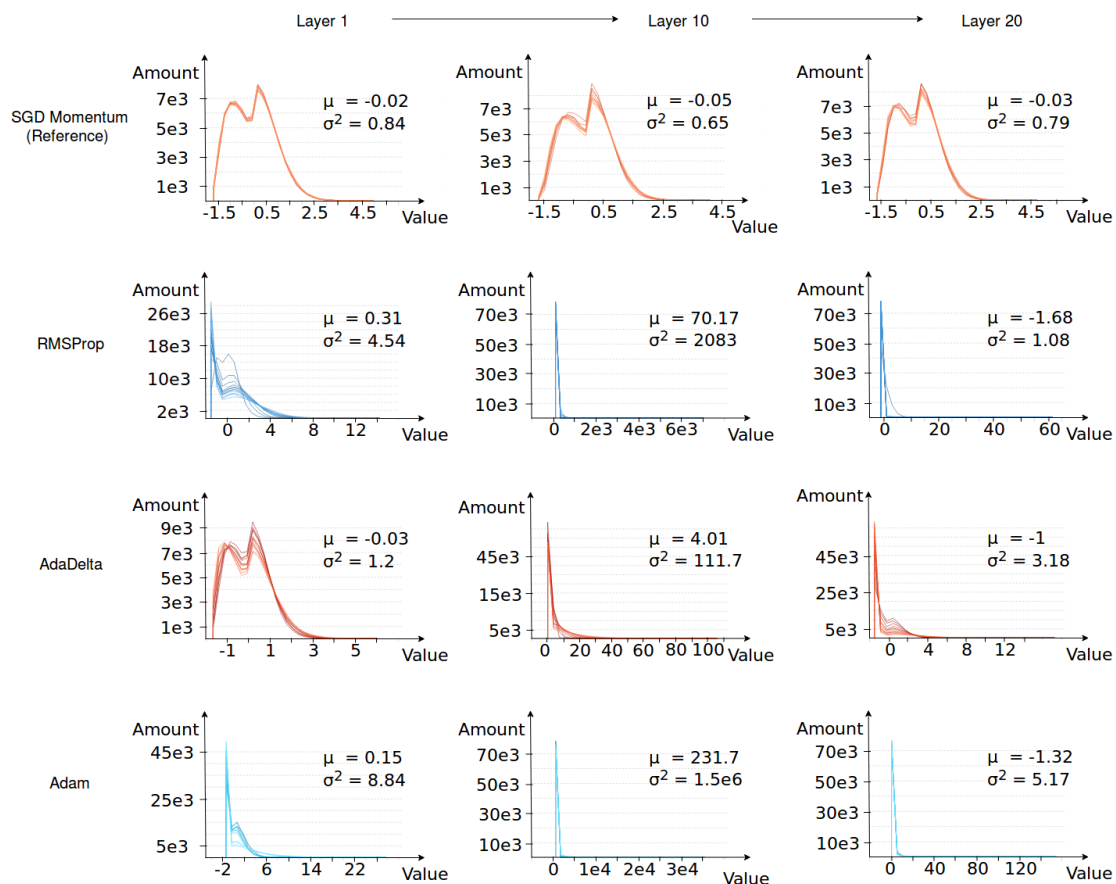 Layer 1
Layer 10
Layer 20
SGD Momentum
(Reference)
Amount
7e3
5e3
3e3
1e3
μ = -0.02
σ² = 0.84
-1.5 0.5 2.5 4.5
Value
Amount
7e3
5e3
3e3
1e3
μ = -0.05
σ² = 0.65
-1.5 0.5 2.5 4.5
Value
Amount
7e3
5e3
3e3
1e3
μ = -0.03
σ² = 0.79
-1.5 0.5 2.5 4.5
Value
RMSProp
Amount
26e3
18e3
10e3
2e3
μ = 0.31
σ² = 4.54
0 4 8 12
Value
Amount
70e3
50e3
30e3
10e3
μ = 70.17
σ² = 2083
0 2e3 4e3 6e3
Value
Amount
70e3
50e3
30e3
10e3
μ = -1.68
σ² = 1.08
0 20 40 60
Value
AdaDelta
Amount
9e3
7e3
5e3
3e3
1e3
μ = -0.03
σ² = 1.2
-1 1 3 5
Value
Amount
45e3
15e3
5e3
μ = 4.01
σ² = 111.7
0 20 40 60 80 100
Value
Amount
45e3
25e3
5e3
μ = -1
σ² = 3.18
0 4 8 12
Value
Adam
Amount
45e3
25e3
5e3
μ = 0.15
σ² = 8.84
-2 6 14 22
Value
Amount
70e3
50e3
30e3
10e3
μ = 231.7
σ² = 1.5e6
0 1e4 2e4 3e4
Value
Amount
70e3
50e3
30e3
10e3
μ = -1.32
σ² = 5.17
0 40 80 120
Value